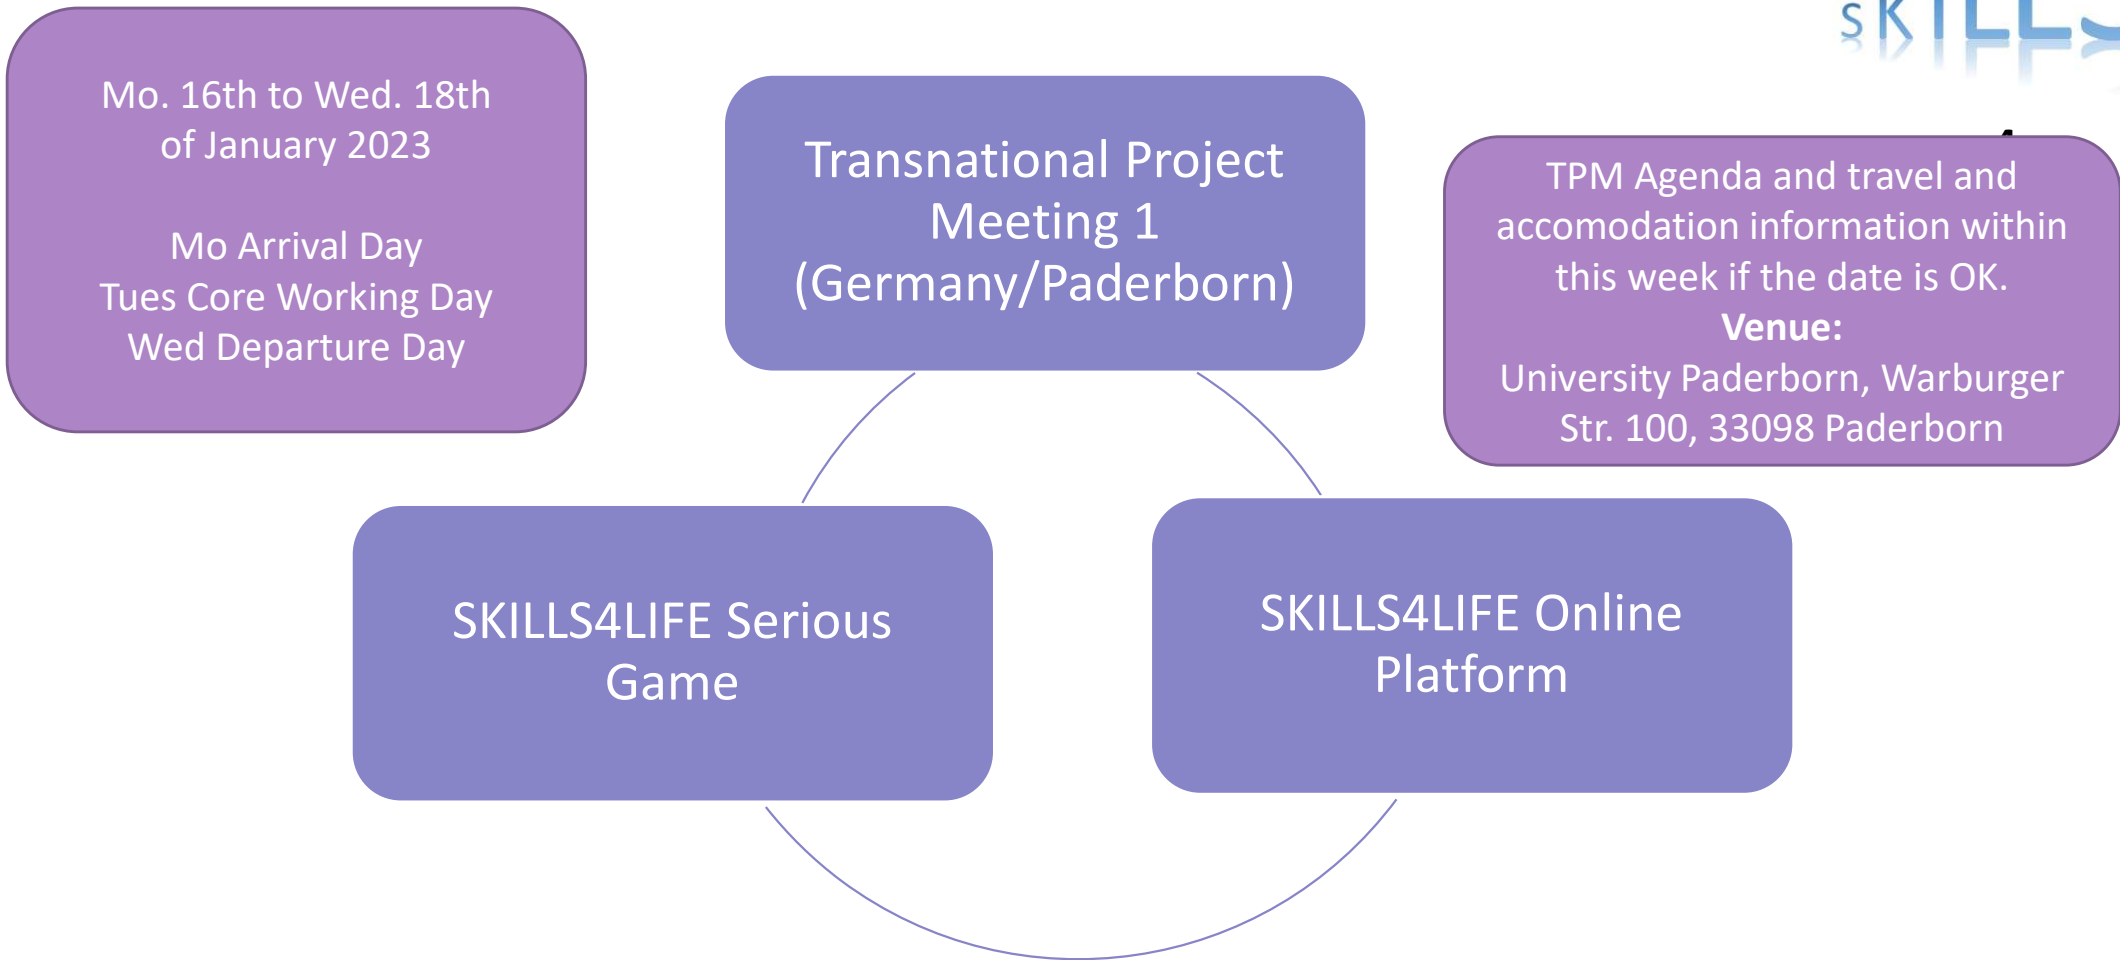 SKILLS
Mo. 16th to Wed. 18th
of January 2023
Mo Arrival Day
Tues Core Working Day
Wed Departure Day
Transnational Project
Meeting 1
(Germany/Paderborn)
TPM Agenda and travel and
accomodation information within
this week if the date is OK.
Venue:
University Paderborn, Warburger
Str. 100, 33098 Paderborn
SKILLS4LIFE Serious
Game
SKILLS4LIFE Online
Platform